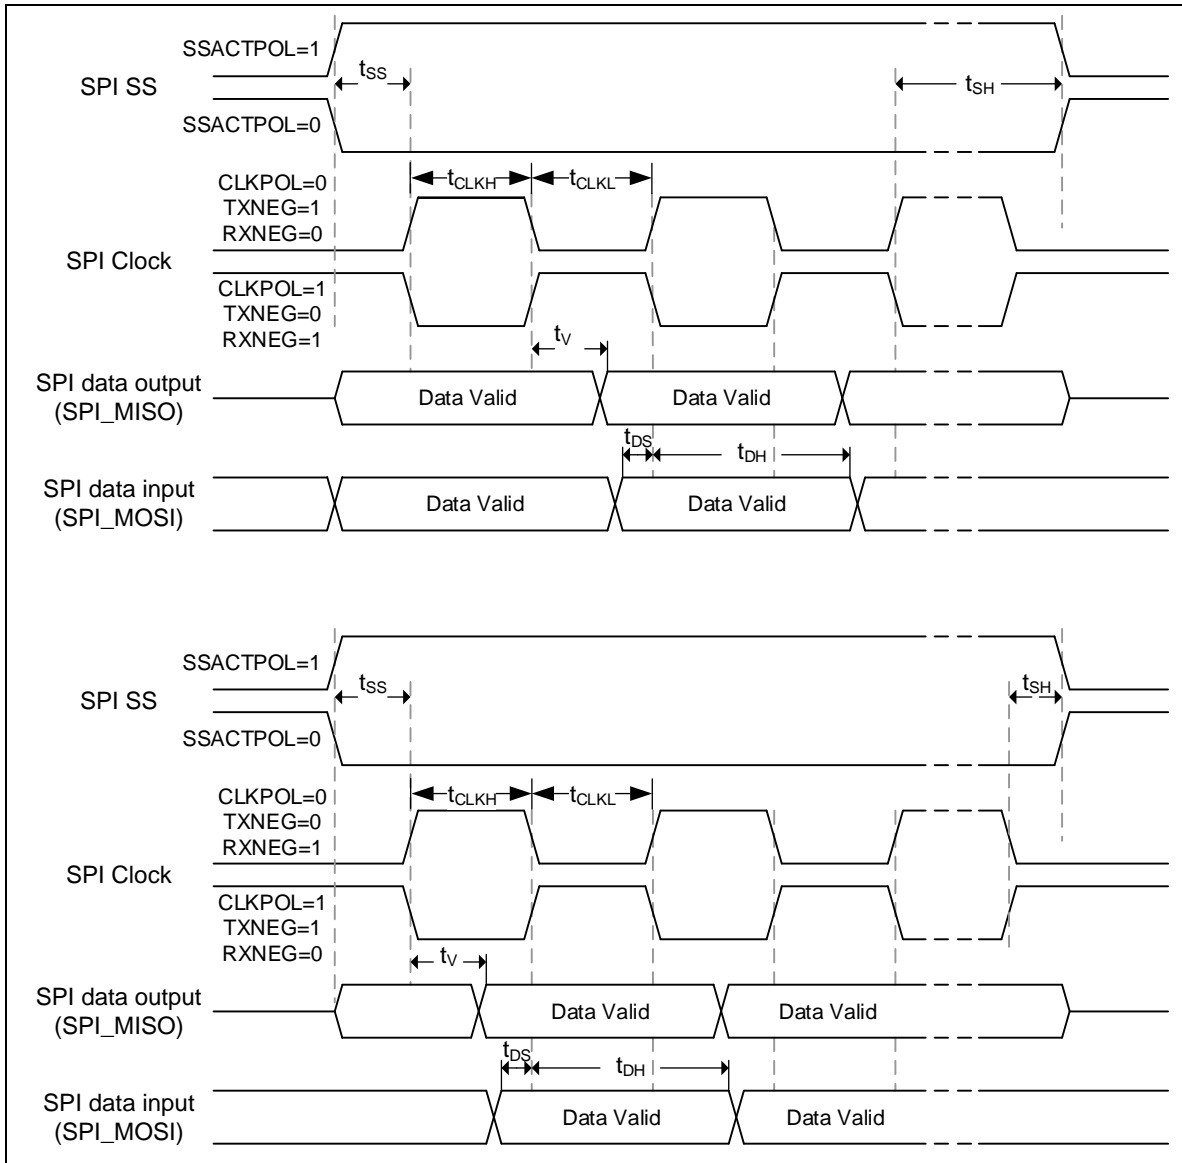 SSACTPOL=1
tSS
SPI SS
tSH
SSACTPOL=0
CLKPOL=0
TXNEG=1
RXNEG=0
tCLKH
tCLKL
SPI Clock
CLKPOL=1
TXNEG=0
RXNEG=1
tV
SPI data output
(SPI_MISO)
Data Valid
Data Valid
tDS
tDH
SPI data input
(SPI_MOSI)
Data Valid
Data Valid
SSACTPOL=1
tSS
SPI SS
tSH
SSACTPOL=0
CLKPOL=0
TXNEG=0
RXNEG=1
tCLKH
tCLKL
SPI Clock
CLKPOL=1
TXNEG=1
RXNEG=0
tV
SPI data output
(SPI_MISO)
Data Valid
Data Valid
tDS
tDH
SPI data input
(SPI_MOSI)
Data Valid
Data Valid